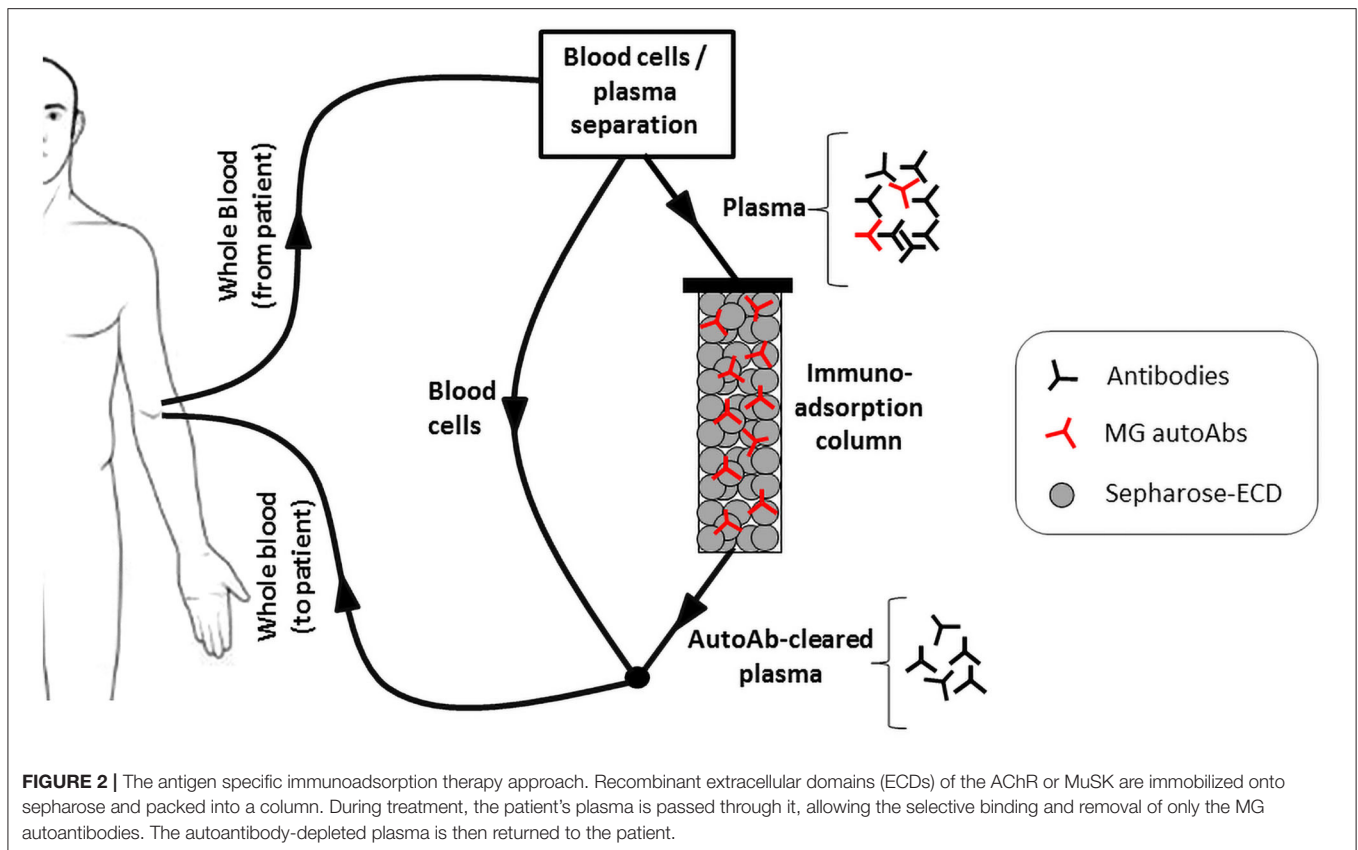 Blood cells /
plasma
separation
Whole Blood
(from patient)
Plasma
Blood
cells
Immuno-
adsorption
column
Antibodies
MG autoAbs
Sepharose-ECD
Whole blood
(to patient)
AutoAb-cleared
plasma
FIGURE 2 | The antigen specific immunoadsorption therapy approach. Recombinant extracellular domains (ECDs) of the AChR or MuSK are immobilized onto
sepharose and packed into a column. During treatment, the patient's plasma is passed through it, allowing the selective binding and removal of only the MG
autoantibodies. The autoantibody-depleted plasma is then returned to the patient.